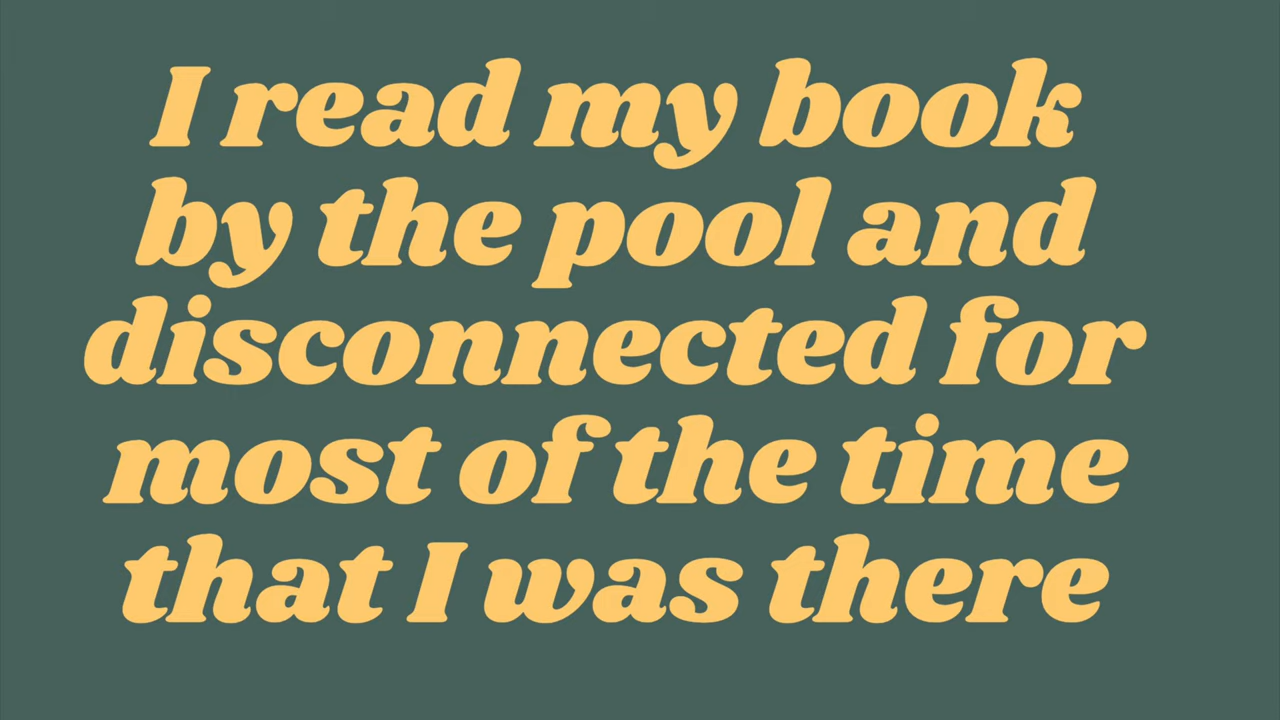 I read my book
by the pool and
disconnected for
most of the time
that I was there